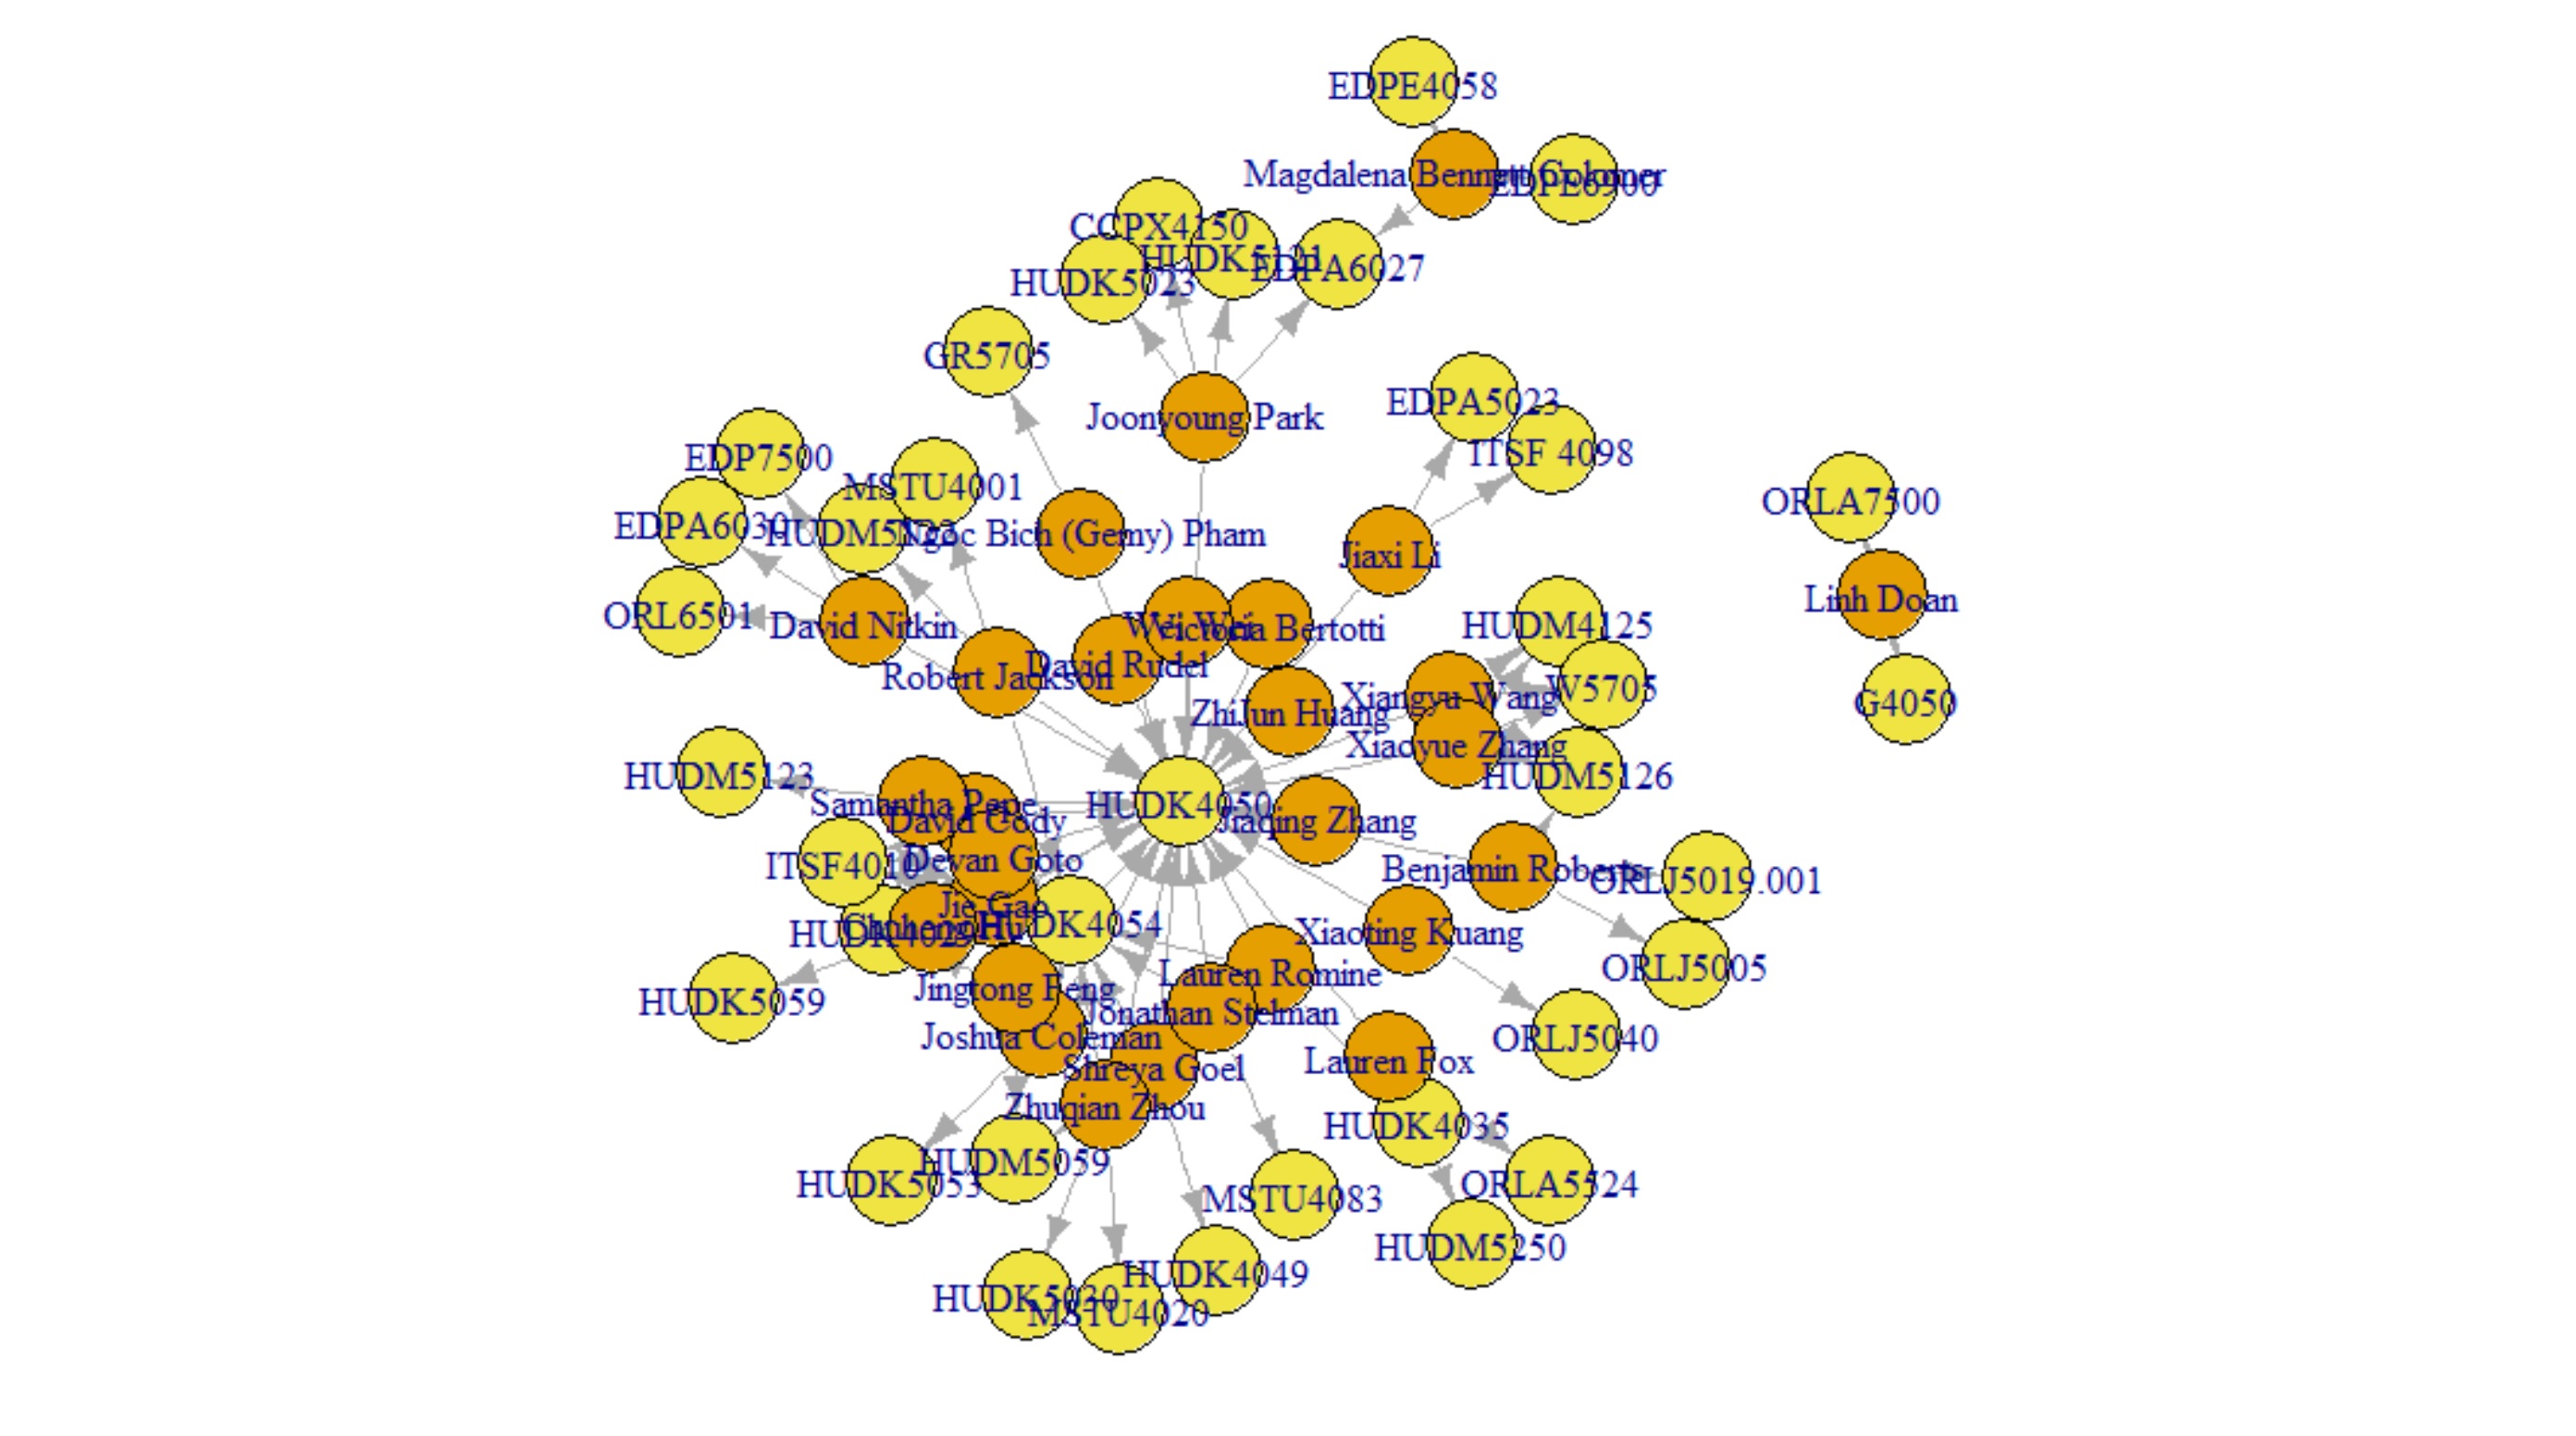 EDPE4058
Magdalena Bennett Colomer
EDPE6900
CCPX4150
HUDK5121
EDPA6027
HUDK5023
GR5705
Joonyoung Park
EDPA5023
ITSF 4098
EDP7500
MSTU4001
ORLA7500
EDPA6030
HUDM5122
Ngoc Bich (Gemy) Pham
Jiaxi Li
Linh Doan
ORL6501
David Nitkin
Wei Wei
Victoria Bertotti
HUDM4125
Robert Jackson
David Rudel
Xiangyu Wang
W5705
G4050
ZhiJun Huang
Xiaoyue Zhang
HUDM5123
HUDM5126
Samantha Pepe
HUDK4050
David Cody
Jiaqing Zhang
ITSF4010
Devan Goto
Benjamin Roberts
ORLJ5019.001
Jie Gao
HUDK4029
HUDK4054
Xiaoting Kuang
ORLJ5005
Lauren Romine
Jingtong Feng
HUDK5059
Jonathan Stelman
Joshua Coleman
ORLJ5040
Shreya Goel
Lauren Fox
Zhuqian Zhou
HUDK4035
HUDM5059
HUDK5053
MSTU4083
ORLA5524
HUDM5250
HUDK4049
HUDK5030
MSTU4020